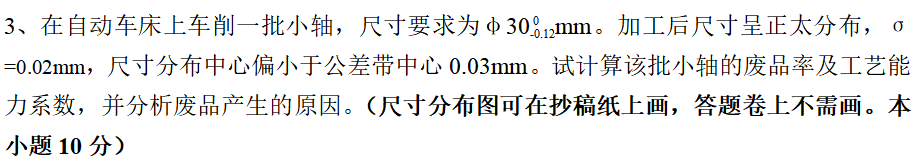 3、在自动车床上车削一批小轴，尺寸要求为φ30⁰₋₀.₁₂mm。加工后尺寸呈正太分布，σ
=0.02mm，尺寸分布中心偏小于公差带中心 0.03mm。试计算该批小轴的废品率及工艺能
力系数，并分析废品产生的原因。（尺寸分布图可在抄稿纸上画，答题卷上不需画。本
小题 10 分）